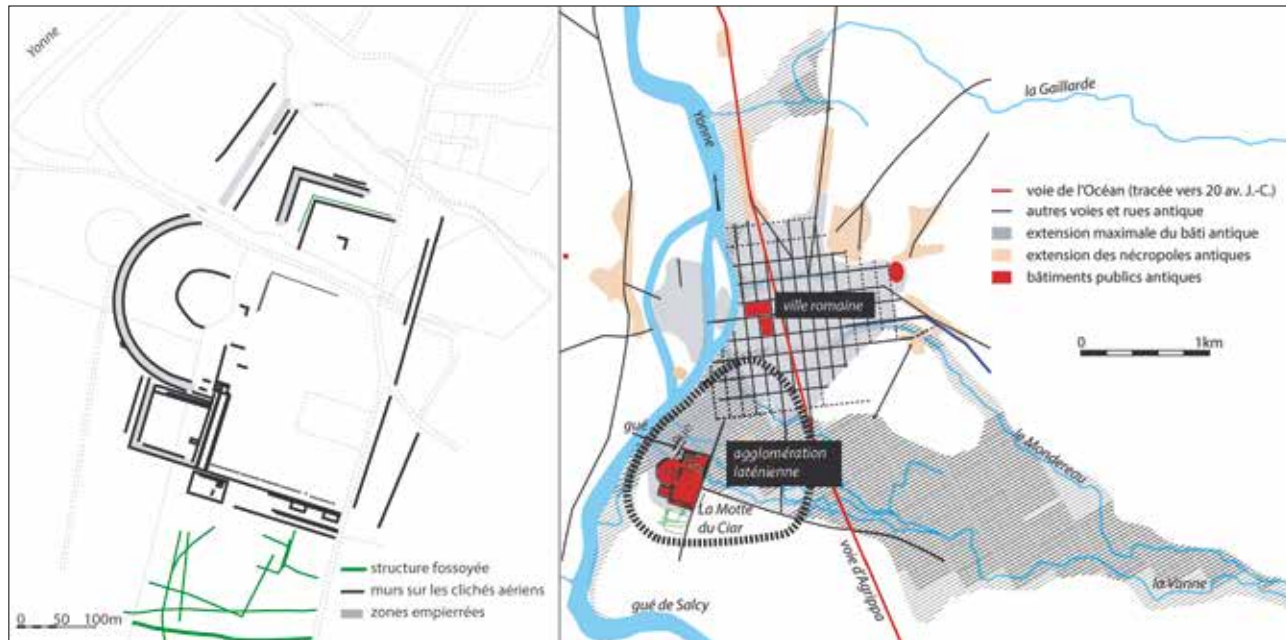 Yonne
structure fossoyée
murs sur les clichés aériens
zones empierrées
0 50 100m
Yonne
la Gaillarde
voie de l'Océan (tracée vers 20 av. J.-C.)
autres voies et rues antique
extension maximale du bâti antique
extension des nécropoles antiques
bâtiments publics antiques
0 1km
ville romaine
gué
agglomération
laténienne
La Motte
du Ciar
le Mondereau
la Vanne
voie d'Agrippa
gué de Salcy